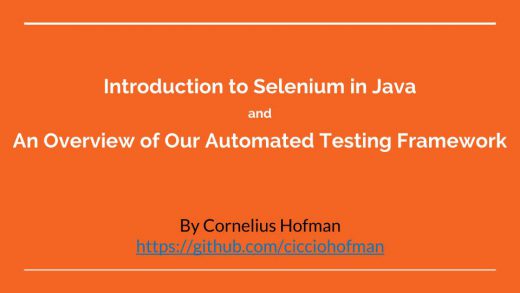 Introduction to Selenium in Java
and
An Overview of Our Automated Testing Framework
By Cornelius Hofman
https://github.com/cicciohofman